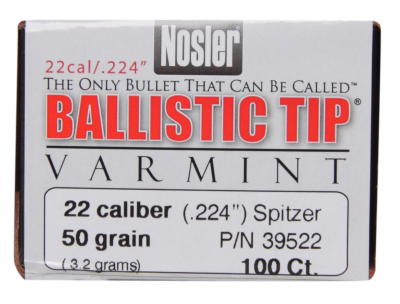 Nosler
22cal/.224"
THE ONLY BULLET THAT CAN BE CALLED™
BALLISTIC TIP®
VARMINT
22 caliber (.224") Spitzer
50 grain P/N 39522
(3.2 grams) 100 Ct.